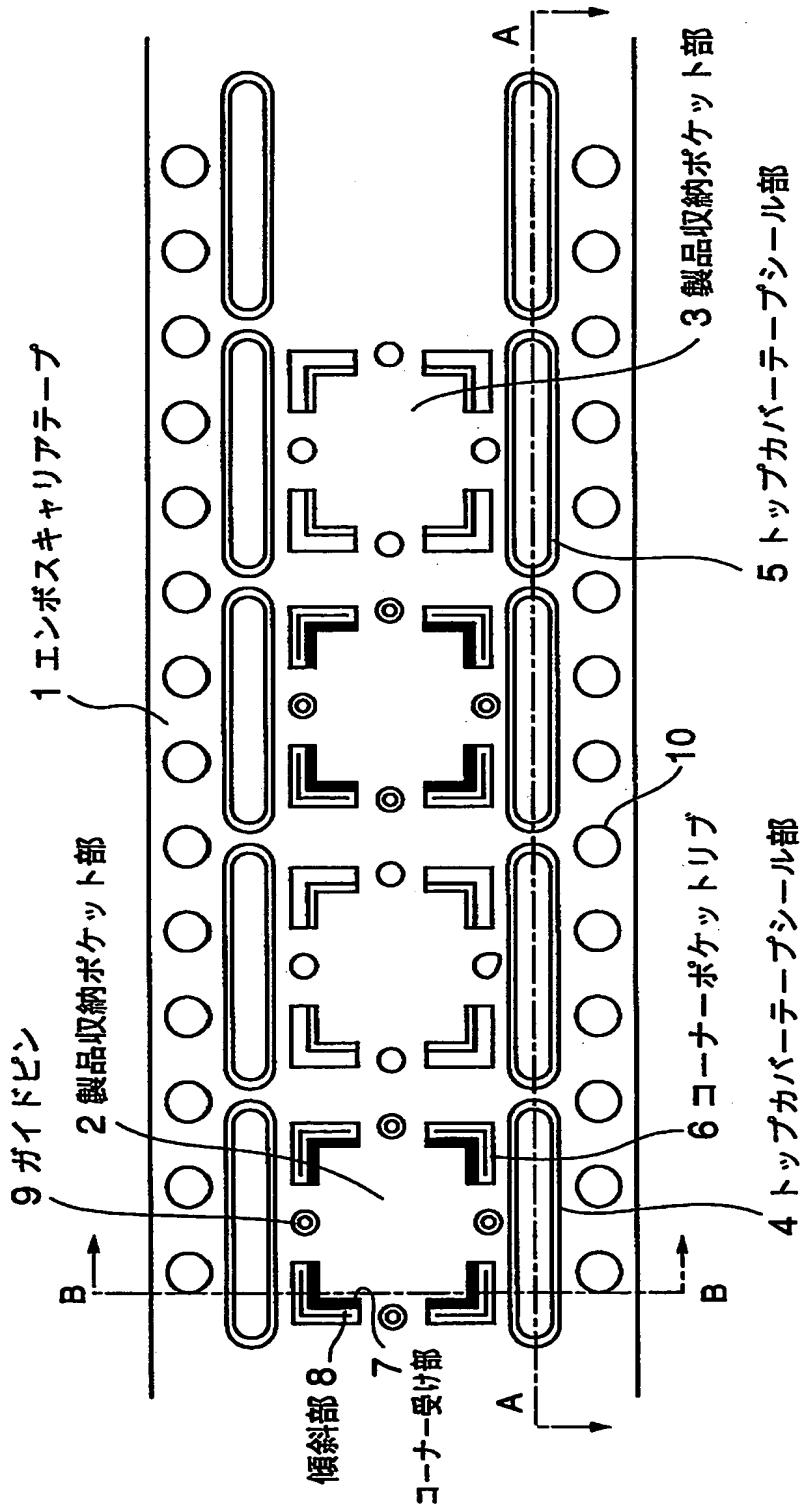 1 エンボスキャリアテープ
9 ガイドピン
2 製品収納ポケット部
B
A
3 製品収納ポケット部
傾斜部 8
7
コーナー受け部
B
A
6 コーナーポケットリブ
10
4 トップカバーテープシール部
5 トップカバーテープシール部